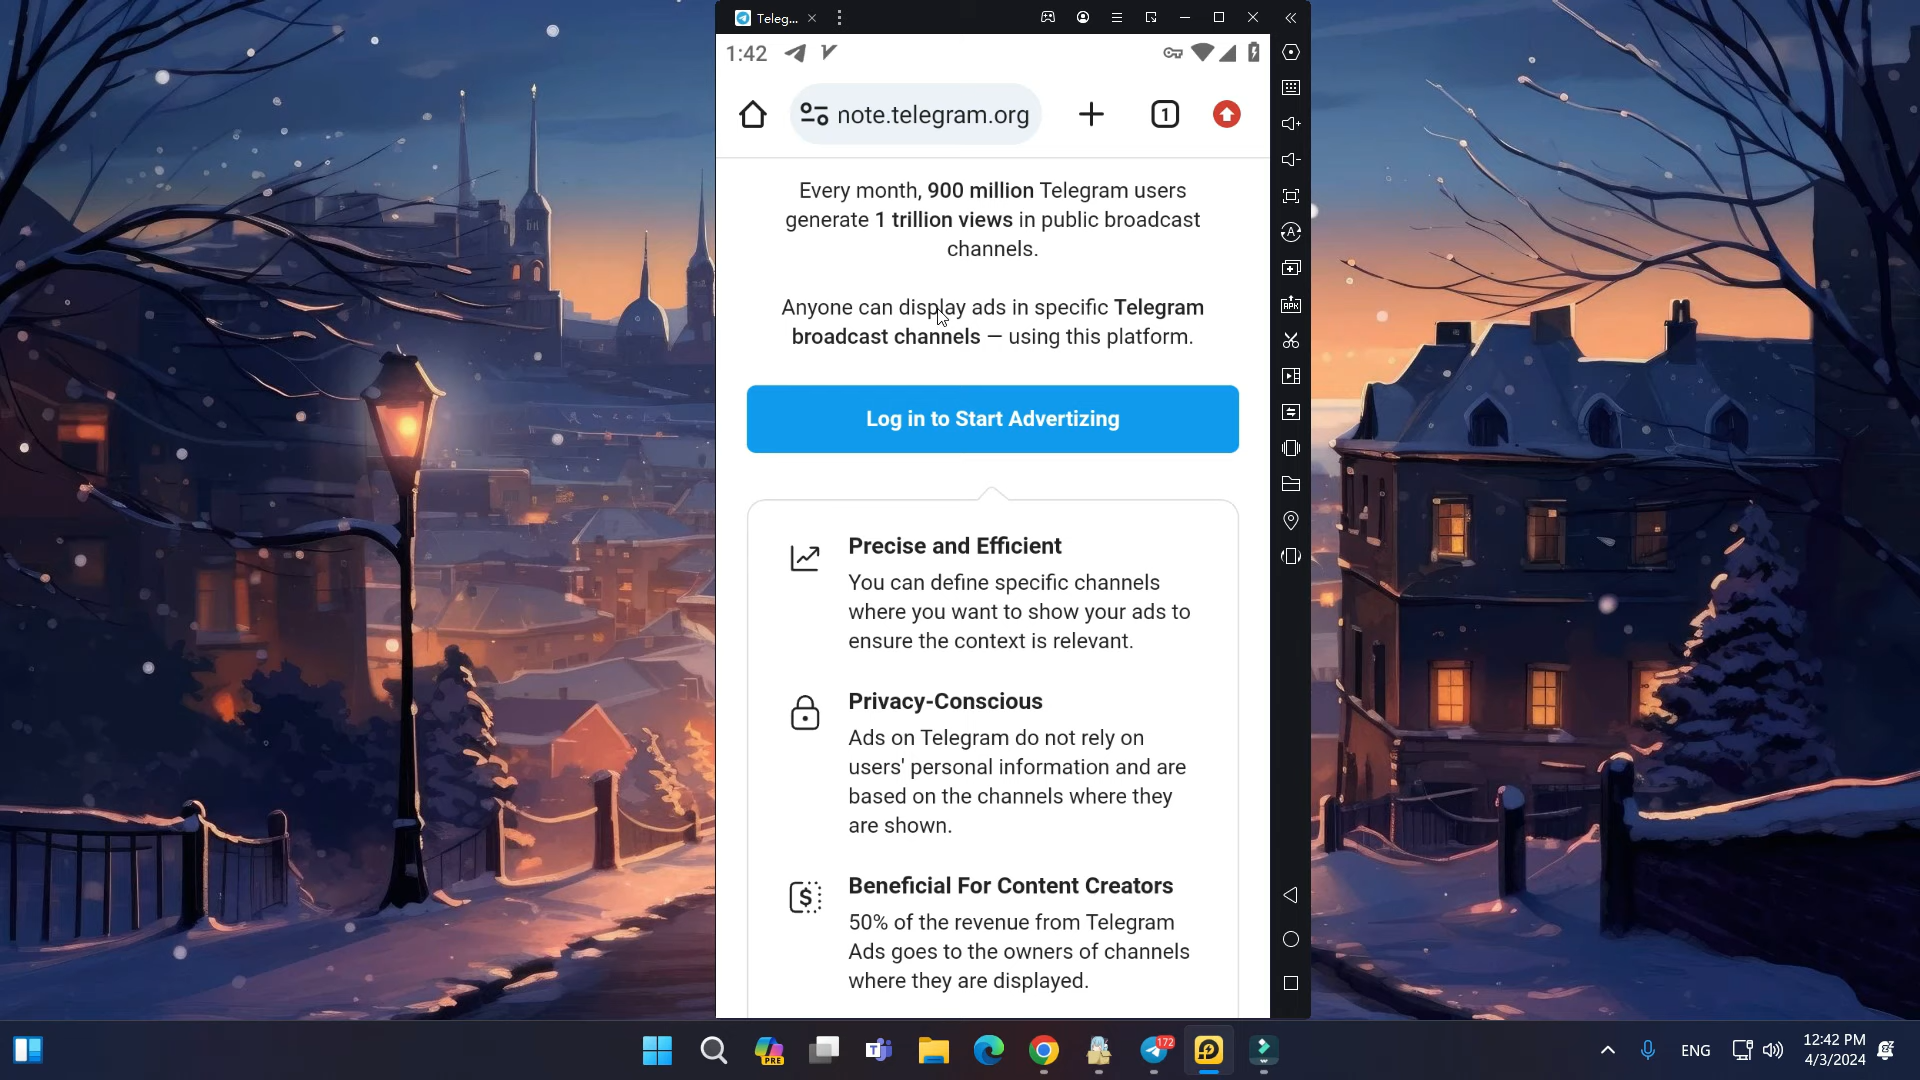 Teleg...
1:42
note.telegram.org
1
Every month, 900 million Telegram users
generate 1 trillion views in public broadcast
channels.
Anyone can display ads in specific Telegram
broadcast channels — using this platform.
Log in to Start Advertizing
Precise and Efficient
You can define specific channels
where you want to show your ads to
ensure the context is relevant.
Privacy-Conscious
Ads on Telegram do not rely on
users' personal information and are
based on the channels where they
are shown.
Beneficial For Content Creators
50% of the revenue from Telegram
Ads goes to the owners of channels
where they are displayed.
A
APK
PRE
172
ENG
12:42 PM
4/3/2024